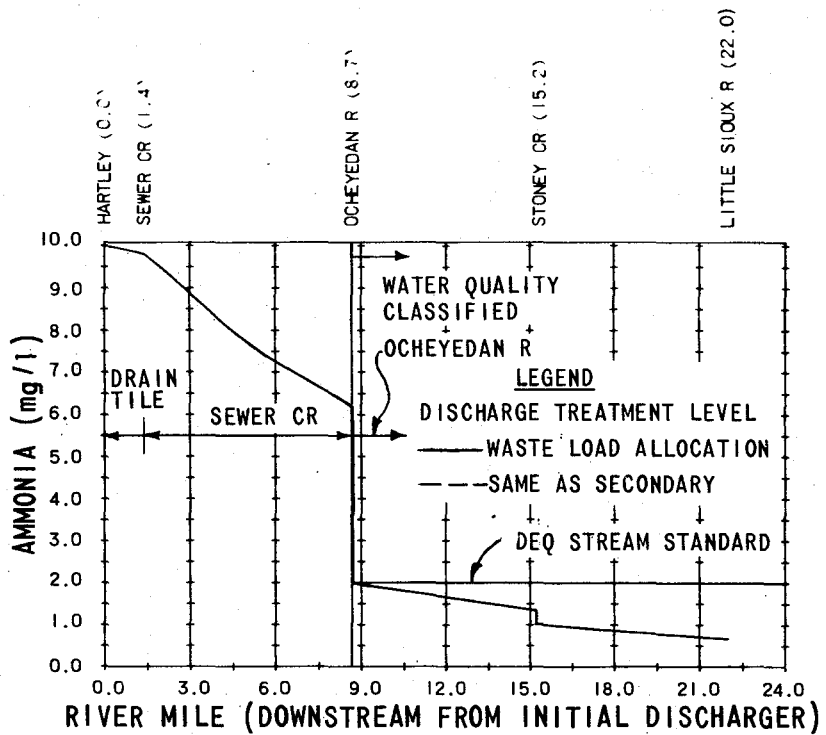 HARTLEY (0.0)
SEWER CR (1.4)
OCHEYEDAN R (8.7)
STONEY CR (15.2)
LITTLE SIOUX R (22.0)
10.0
9.0
8.0
7.0
6.0
5.0
4.0
3.0
2.0
1.0
0.0
AMMONIA (mg/l)
DRAIN
TILE
SEWER CR
WATER QUALITY
CLASSIFIED
OCHEYEDAN R
LEGEND
DISCHARGE TREATMENT LEVEL
WASTE LOAD ALLOCATION
SAME AS SECONDARY
DEQ STREAM STANDARD
0.0 3.0 6.0 9.0 12.0 15.0 18.0 21.0 24.0
RIVER MILE (DOWNSTREAM FROM INITIAL DISCHARGER)